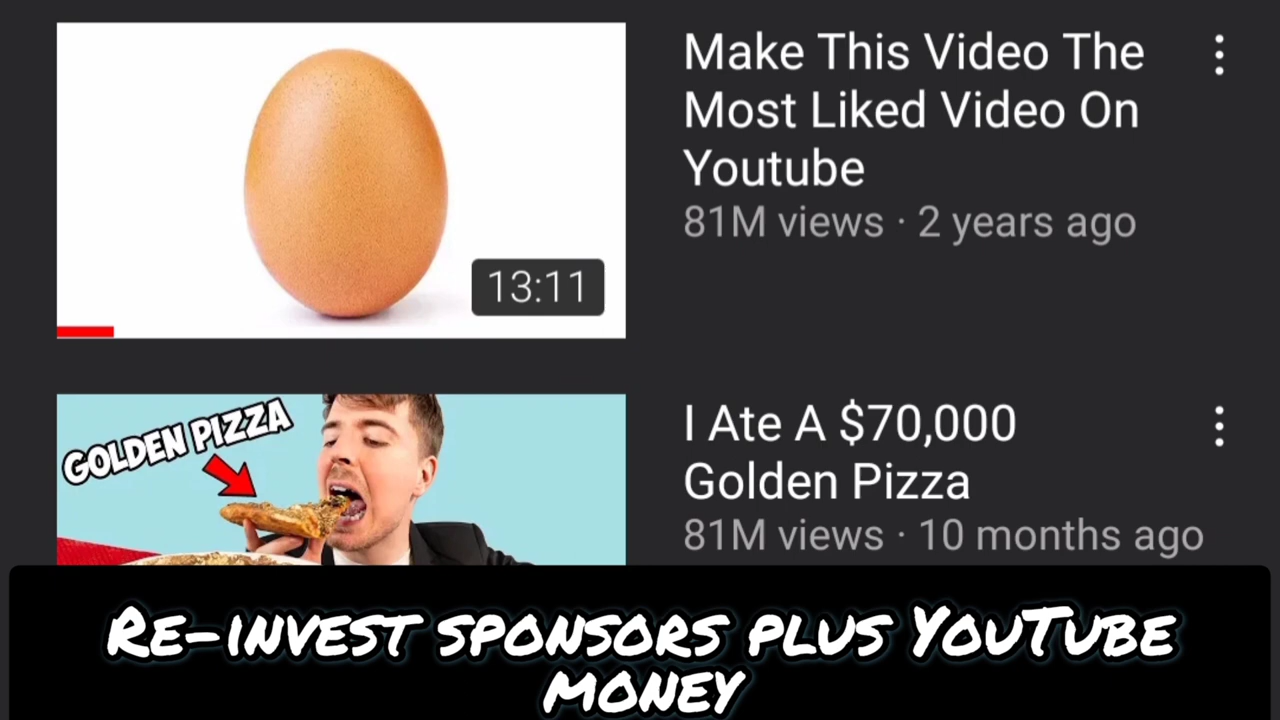 Make This Video The
Most Liked Video On
Youtube
81M views · 2 years ago
13:11
GOLDEN PIZZA
I Ate A $70,000
Golden Pizza
81M views · 10 months ago
RE-INVEST SPONSORS PLUS YOUTUBE
MONEY